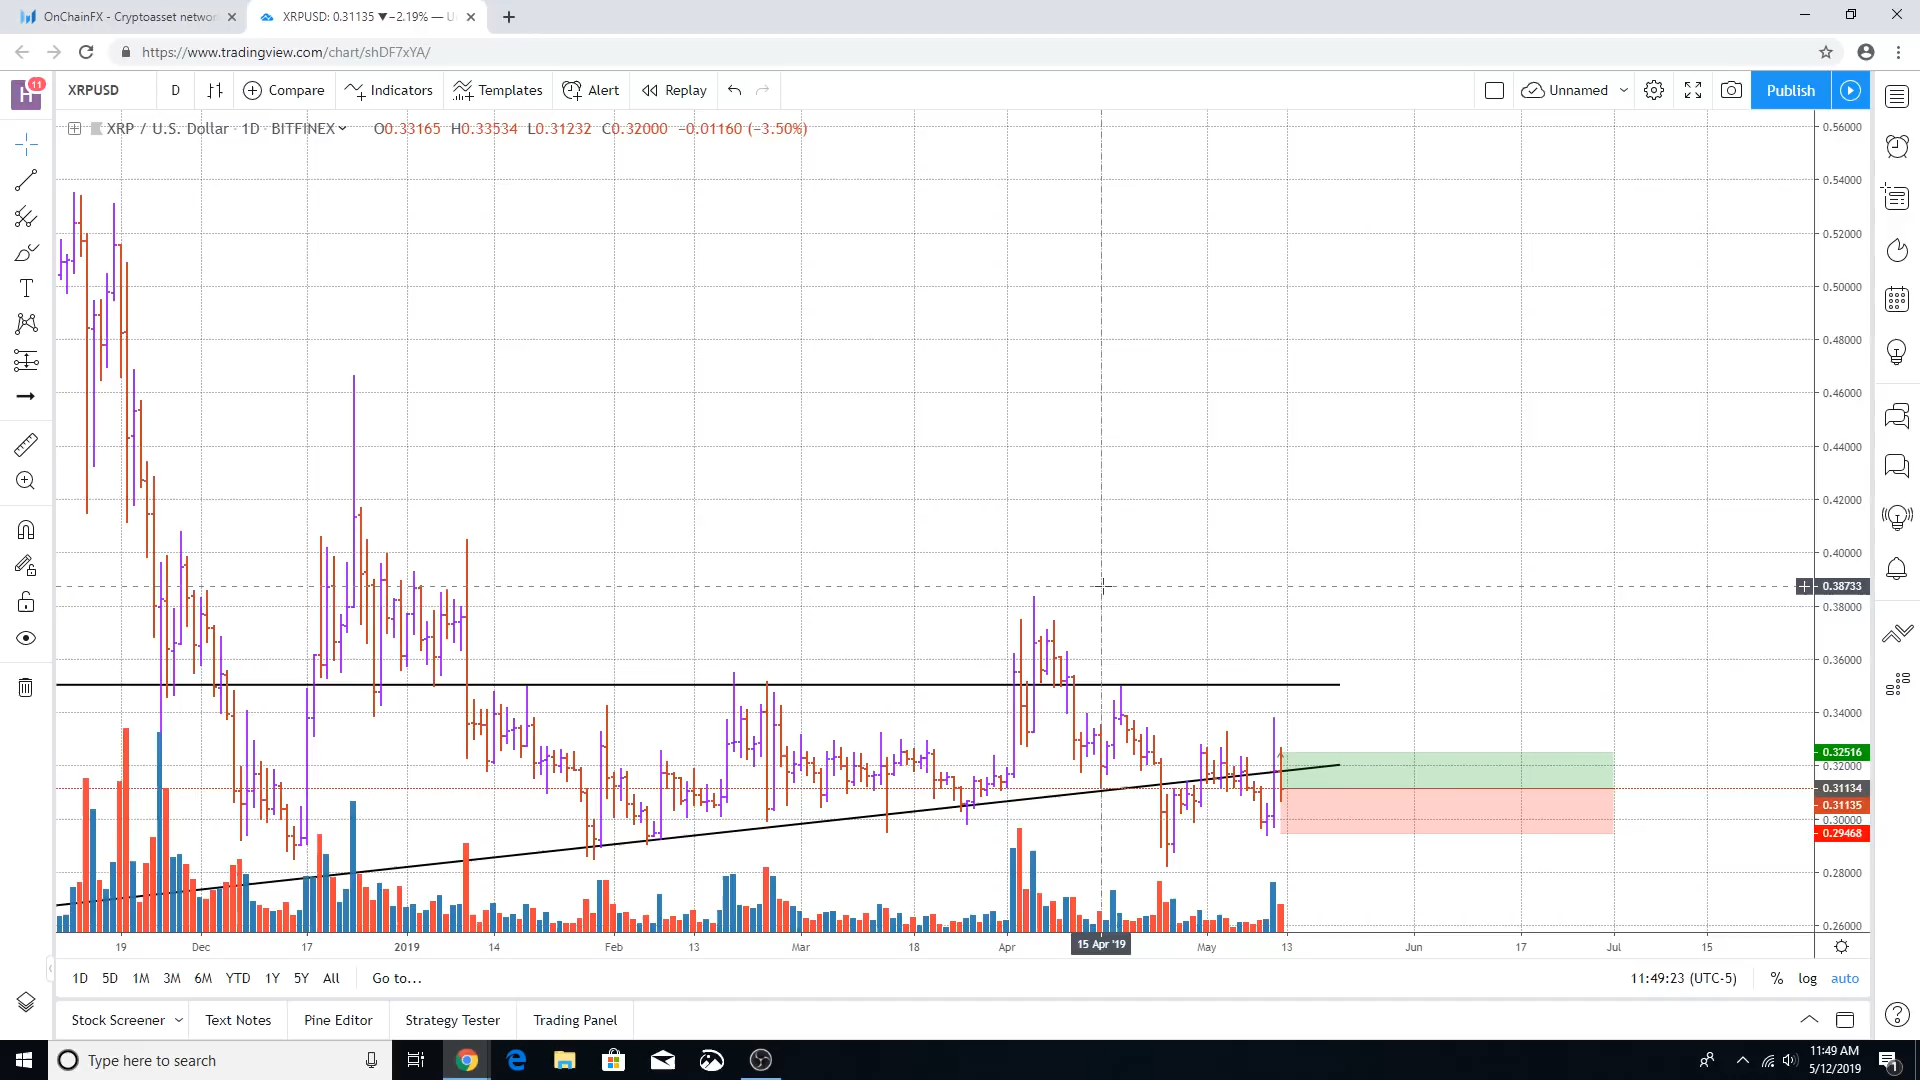 OnChainFX - Cryptoasset networ
XRPUSD: 0.31135 ▼−2.19% — U
https://www.tradingview.com/chart/shDF7xYA/
H 11
XRPUSD D Compare Indicators Templates Alert Replay Unnamed Publish
XRP / U.S. Dollar · 1D · BITFINEX O0.33165 H0.33534 L0.31232 C0.32000 −0.01160 (−3.50%)
0.56000
0.54000
0.52000
0.50000
0.48000
0.46000
0.44000
0.42000
0.40000
0.38733
0.38000
0.36000
0.34000
0.32516
0.32000
0.31134
0.31135
0.30000
0.29468
0.28000
0.26000
19 Dec 17 2019 14 Feb 13 Mar 18 Apr 15 Apr '19 May 13 Jun 17 Jul 15
1D 5D 1M 3M 6M YTD 1Y 5Y All Go to... 11:49:23 (UTC-5) % log auto
Stock Screener Text Notes Pine Editor Strategy Tester Trading Panel
Type here to search
11:49 AM
5/12/2019
1